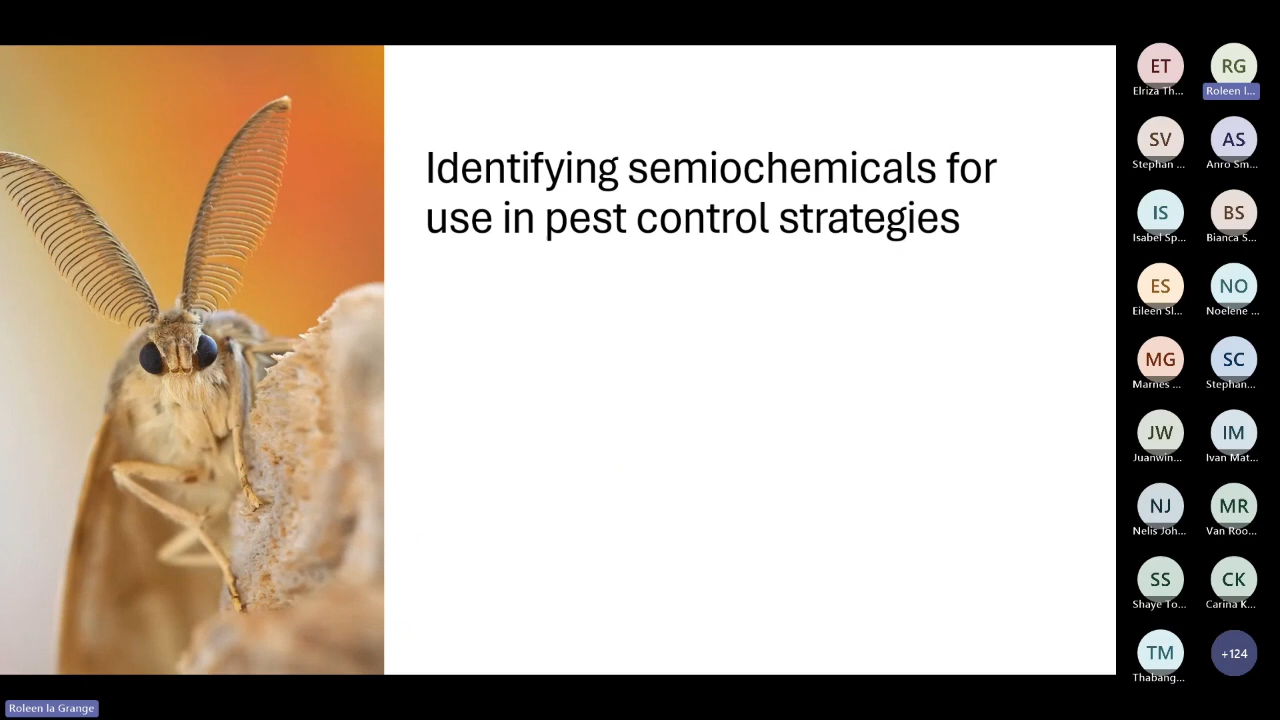 Identifying semiochemicals for
use in pest control strategies
ET
Elriza Th...
RG
Roleen l...
SV
Stephan ...
AS
Anro Sm...
IS
Isabel Sp...
BS
Bianca S...
ES
Eileen Sl...
NO
Noelene ...
MG
Marnes ...
SC
Stephan...
JW
Juanwin...
IM
Ivan Mat...
NJ
Nelis Joh...
MR
Van Roo...
SS
Shaye To...
CK
Carina K...
TM
Thabang...
+124
Roleen la Grange